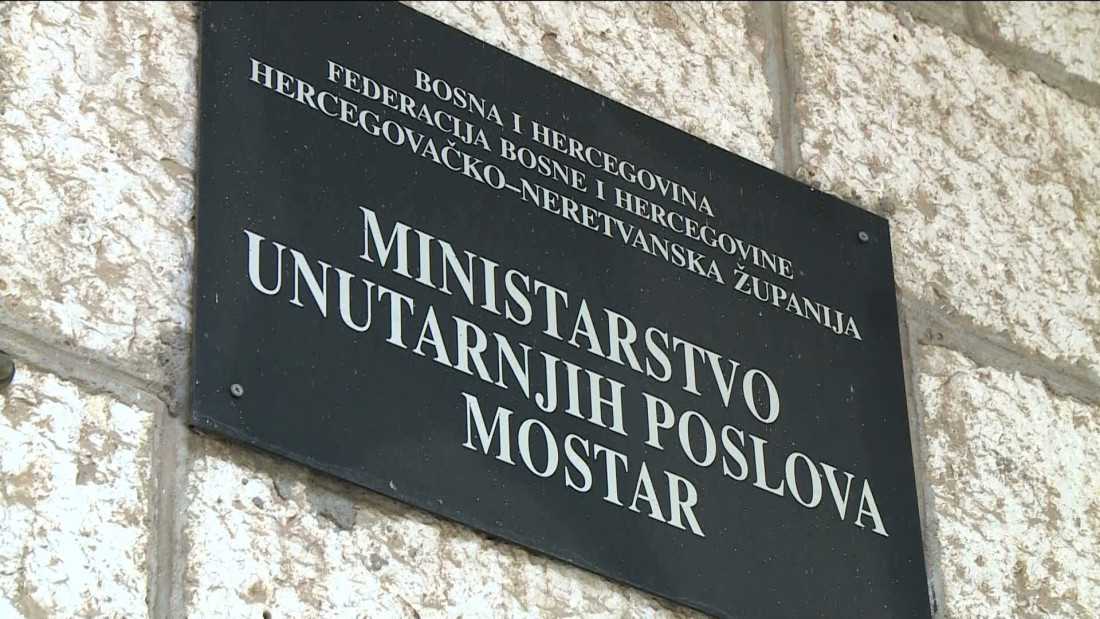 BOSNA I HERCEGOVINA
FEDERACIJA BOSNE I HERCEGOVINE
HERCEGOVAČKO–NERETVANSKA ŽUPANIJA
MINISTARSTVO
UNUTARNJIH POSLOVA
MOSTAR